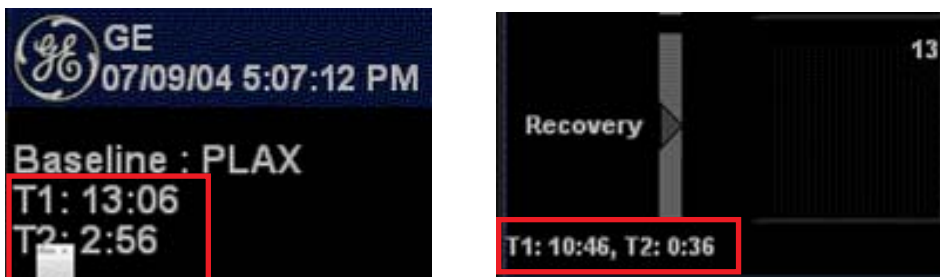 GE
GE
07/09/04 5:07:12 PM
Baseline : PLAX
T1: 13:06
T2: 2:56
13
Recovery
T1: 10:46, T2: 0:36